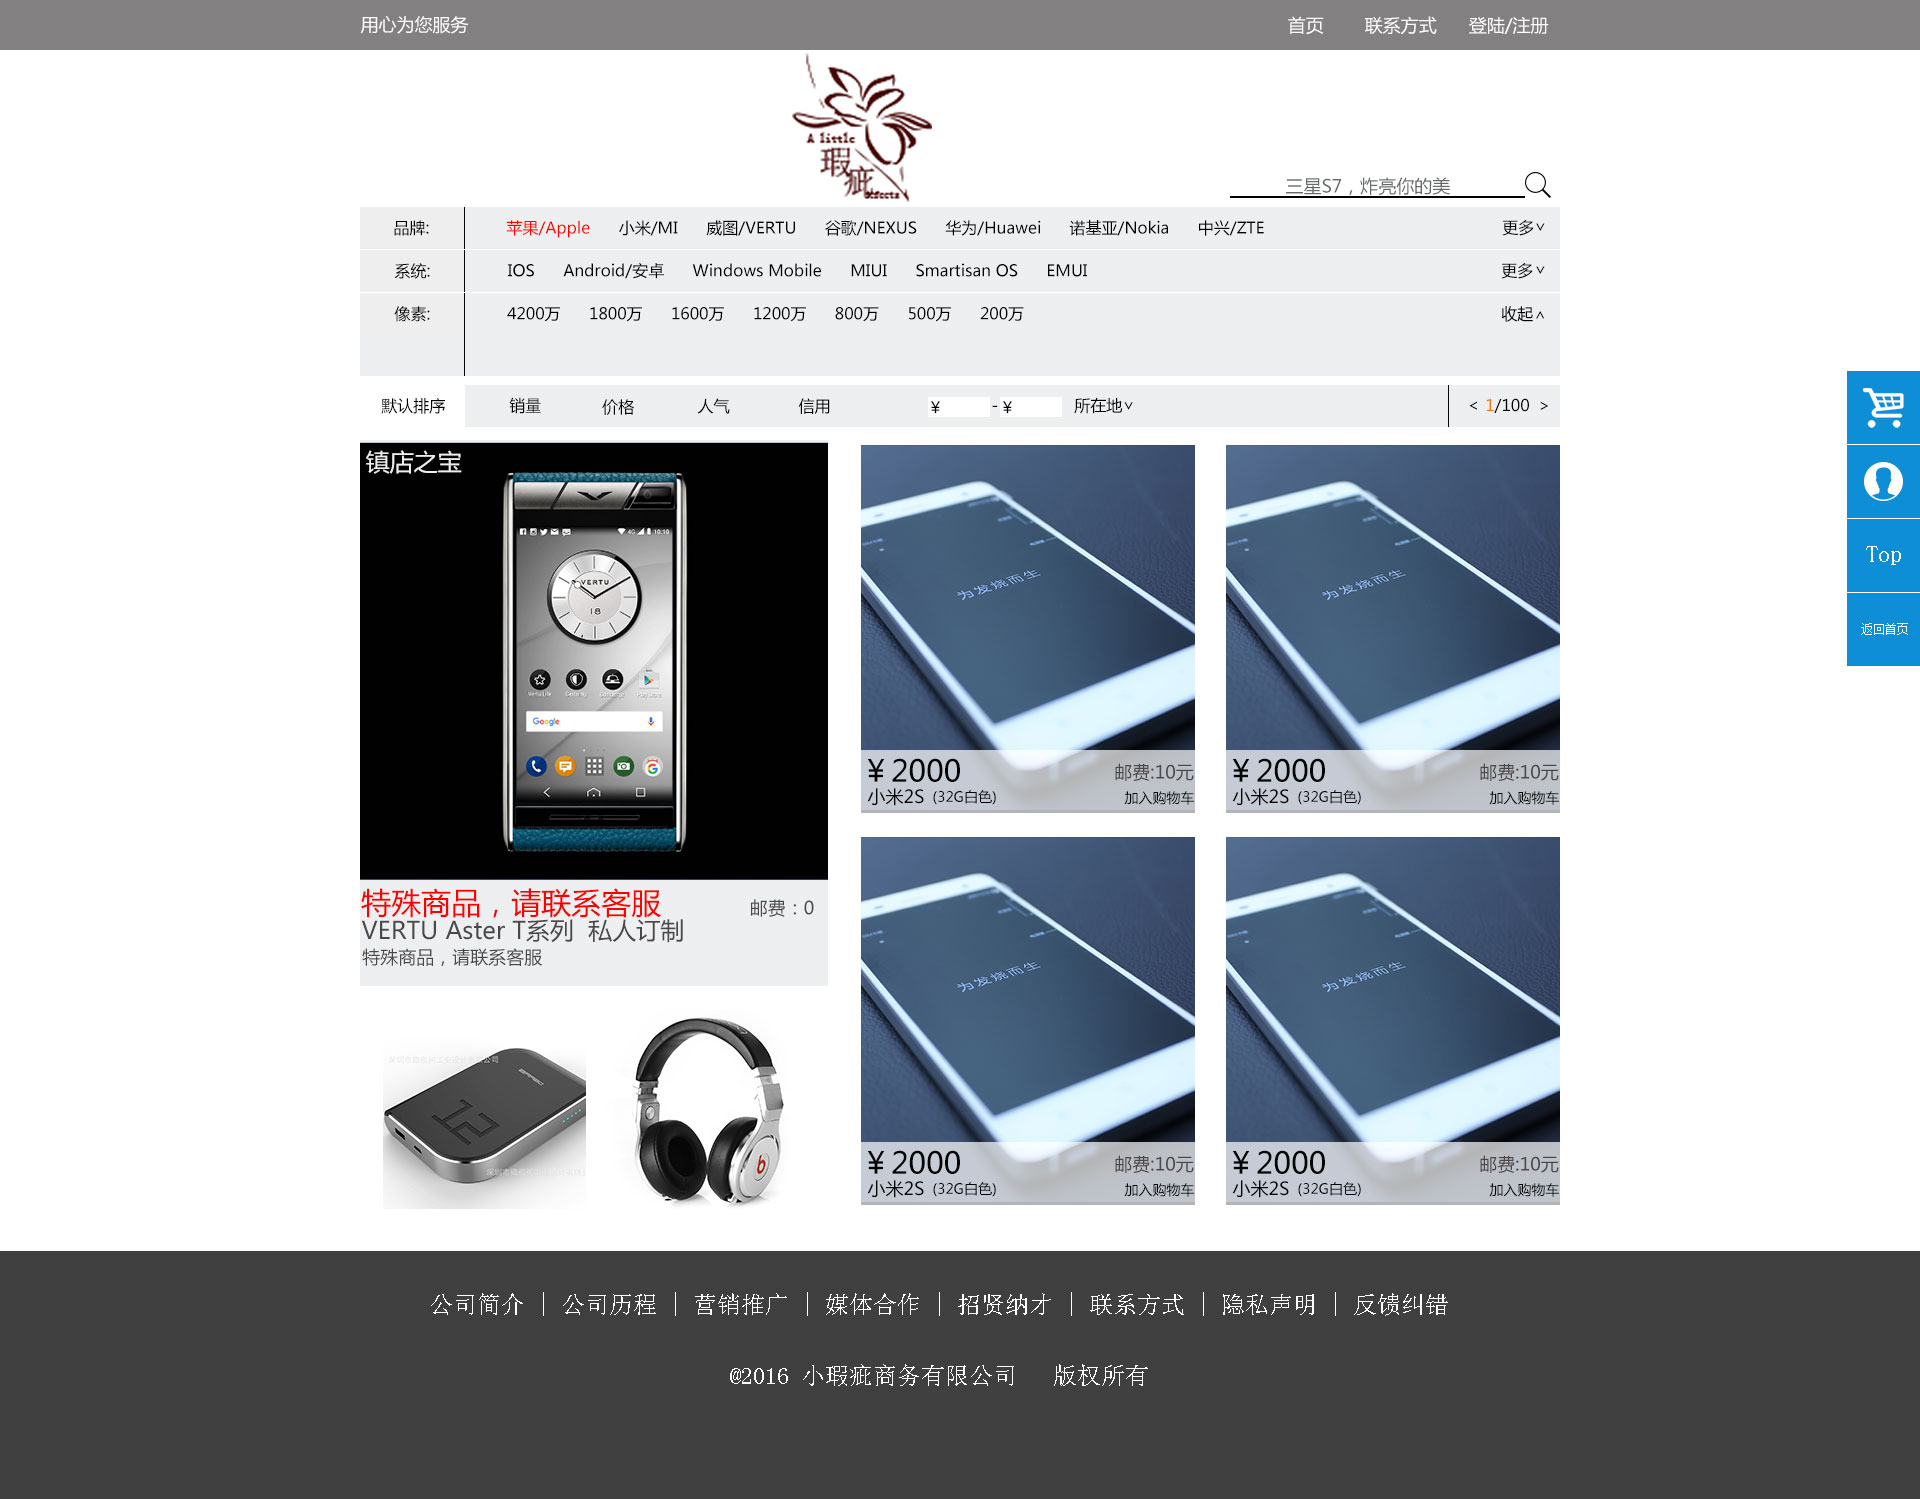 用心为您服务
首页 联系方式 登陆/注册
A little
瑕疵
三星S7，炸亮你的美
品牌: 苹果/Apple 小米/MI 威图/VERTU 谷歌/NEXUS 华为/Huawei 诺基亚/Nokia 中兴/ZTE 更多
系统: IOS Android/安卓 Windows Mobile MIUI Smartisan OS EMUI 更多
像素: 4200万 1800万 1600万 1200万 800万 500万 200万 收起
默认排序 销量 价格 人气 信用 ¥ - ¥ 所在地 < 1/100 >
镇店之宝
4G 10:10
VERTU
18
Google
特殊商品，请联系客服
邮费：0
VERTU Aster T系列 私人订制
特殊商品，请联系客服
为发烧而生
¥ 2000 邮费:10元
小米2S (32G白色) 加入购物车
为发烧而生
¥ 2000 邮费:10元
小米2S (32G白色) 加入购物车
为发烧而生
¥ 2000 邮费:10元
小米2S (32G白色) 加入购物车
为发烧而生
¥ 2000 邮费:10元
小米2S (32G白色) 加入购物车
Top
返回首页
公司简介 | 公司历程 | 营销推广 | 媒体合作 | 招贤纳才 | 联系方式 | 隐私声明 | 反馈纠错
@2016 小瑕疵商务有限公司 版权所有